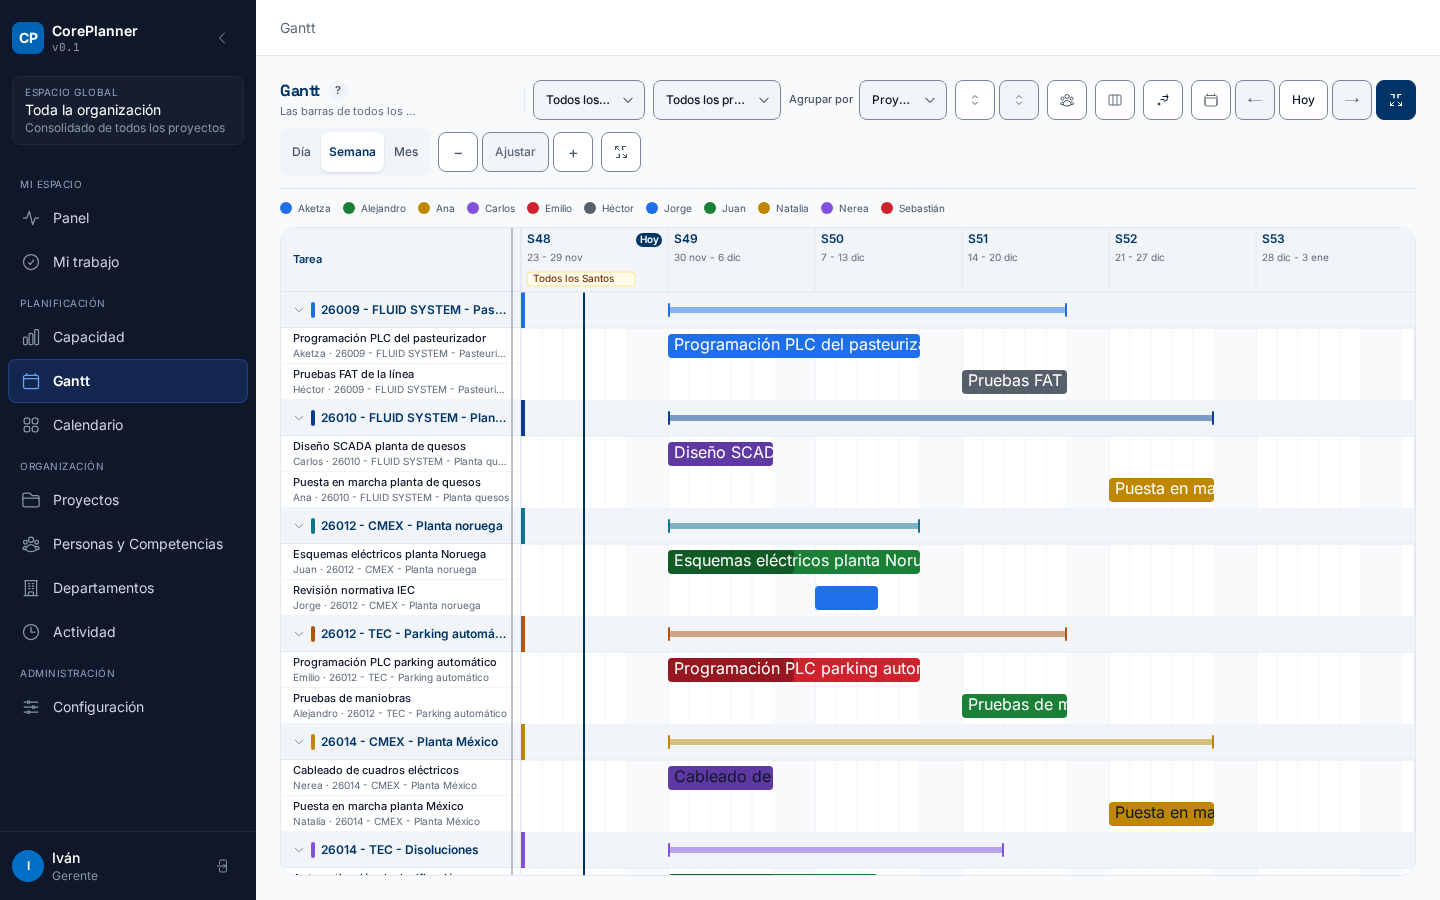 CP CorePlanner
v0.1
ESPACIO GLOBAL
Toda la organización
Consolidado de todos los proyectos
MI ESPACIO
Panel
Mi trabajo
PLANIFICACIÓN
Capacidad
Gantt
Calendario
ORGANIZACIÓN
Proyectos
Personas y Competencias
Departamentos
Actividad
ADMINISTRACIÓN
Configuración
I Iván
Gerente
Gantt
Gantt ?
Las barras de todos los ...
Todos los...
Todos los pr...
Agrupar por
Proy...
Hoy
Día Semana Mes
− Ajustar +
Aketza Alejandro Ana Carlos Emilio Héctor Jorge Juan Natalia Nerea Sebastián
Tarea
S48 Hoy
23 - 29 nov
Todos los Santos
S49
30 nov - 6 dic
S50
7 - 13 dic
S51
14 - 20 dic
S52
21 - 27 dic
S53
28 dic - 3 ene
26009 - FLUID SYSTEM - Pas...
Programación PLC del pasteurizador
Aketza · 26009 - FLUID SYSTEM - Pasteuri...
Programación PLC del pasteuriza
Pruebas FAT de la línea
Héctor · 26009 - FLUID SYSTEM - Pasteuri...
Pruebas FAT
26010 - FLUID SYSTEM - Plan...
Diseño SCADA planta de quesos
Carlos · 26010 - FLUID SYSTEM - Planta qu...
Diseño SCAD
Puesta en marcha planta de quesos
Ana · 26010 - FLUID SYSTEM - Planta quesos
Puesta en ma
26012 - CMEX - Planta noruega
Esquemas eléctricos planta Noruega
Juan · 26012 - CMEX - Planta noruega
Esquemas eléctricos planta Noru
Revisión normativa IEC
Jorge · 26012 - CMEX - Planta noruega
26012 - TEC - Parking automá...
Programación PLC parking automático
Emilio · 26012 - TEC - Parking automático
Programación PLC parking autor
Pruebas de maniobras
Alejandro · 26012 - TEC - Parking automático
Pruebas de m
26014 - CMEX - Planta México
Cableado de cuadros eléctricos
Nerea · 26014 - CMEX - Planta México
Cableado de
Puesta en marcha planta México
Natalia · 26014 - CMEX - Planta México
Puesta en ma
26014 - TEC - Disoluciones